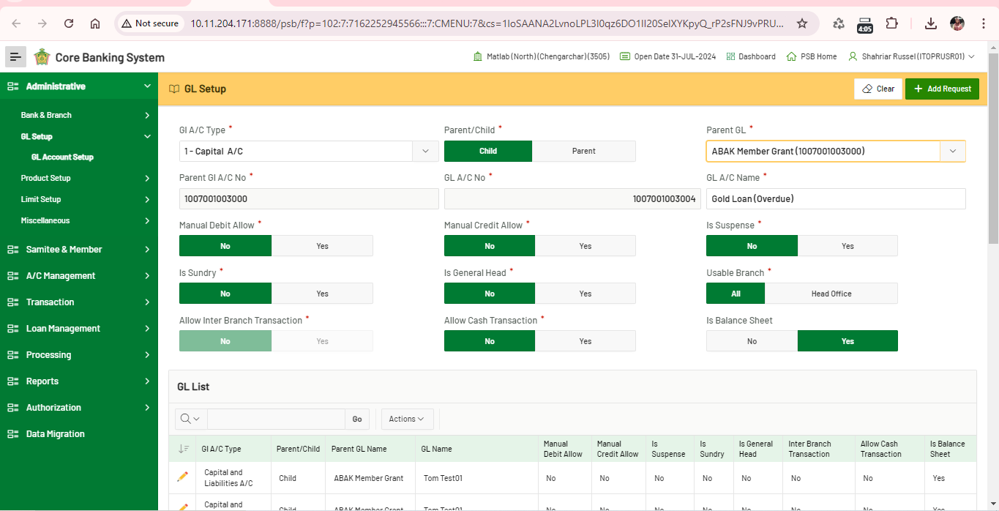 Not secure
10.11.204.171:8888/psb/f?p=102:7:7162252945566:::7:CMENU:7&cs=1IoSAANA2LvnoLPL3I0qz6DO1II20SelXYKpyQ_rP2sFNJ9vPRU...
4:05
Core Banking System
Matlab (North) (Chengarchar) (3505)
Open Date 31-JUL-2024
Dashboard
PSB Home
Shahriar Russel (ITOPRUSR01)
Administrative
Bank & Branch
GL Setup
GL Account Setup
Product Setup
Limit Setup
Miscellaneous
Samitee & Member
A/C Management
Transaction
Loan Management
Processing
Reports
Authorization
Data Migration
GL Setup
Clear
Add Request
Gl A/C Type *
Parent/Child *
Parent GL *
1 - Capital A/C
Child Parent
ABAK Member Grant (1007001003000)
Parent Gl A/C No *
GL A/C No *
GL A/C Name *
1007001003000
1007001003004
Gold Loan (Overdue)
Manual Debit Allow *
Manual Credit Allow *
Is Suspense *
No Yes
No Yes
No Yes
Is Sundry *
Is General Head *
Usable Branch *
No Yes
No Yes
All Head Office
Allow Inter Branch Transaction *
Allow Cash Transaction *
Is Balance Sheet
No Yes
No Yes
No Yes
GL List
Go
Actions
Gl A/C Type Parent/Child Parent GL Name GL Name Manual Debit Allow Manual Credit Allow Is Suspense Is Sundry Is General Head Inter Branch Transaction Allow Cash Transaction Is Balance Sheet
Capital and Liabilities A/C Child ABAK Member Grant Tom Test01 No No No No No No No Yes
Capital and Child ABAK Member Grant Tom Test01 No No No No No No No Yes